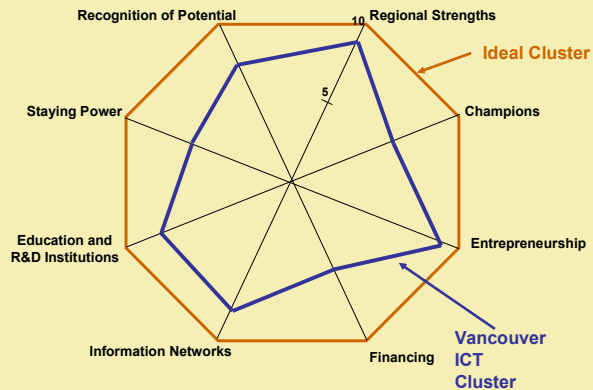 Recognition of Potential
10
Regional Strengths
Ideal Cluster
5
Staying Power
Champions
Education and
R&D Institutions
Entrepreneurship
Information Networks
Financing
Vancouver
ICT
Cluster